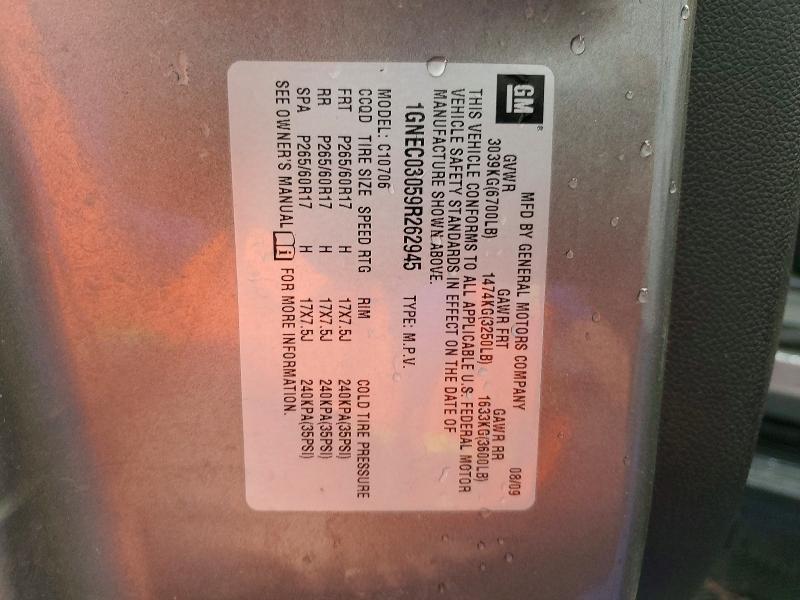 GM®
MFD BY GENERAL MOTORS COMPANY 08/09
GVWR GAWR FRT GAWR RR
3039KG(6700LB) 1474KG(3250LB) 1633KG(3600LB)
THIS VEHICLE CONFORMS TO ALL APPLICABLE U.S. FEDERAL MOTOR
VEHICLE SAFETY STANDARDS IN EFFECT ON THE DATE OF
MANUFACTURE SHOWN ABOVE.
1GNEC03059R262945 TYPE: M.P.V.
MODEL: C10706
CCQD TIRE SIZE SPEED RTG RIM COLD TIRE PRESSURE
FRT P265/60R17 H 17X7.5J 240KPA(35PSI)
RR P265/60R17 H 17X7.5J 240KPA(35PSI)
SPA P265/60R17 H 17X7.5J 240KPA(35PSI)
SEE OWNER'S MANUAL i FOR MORE INFORMATION.